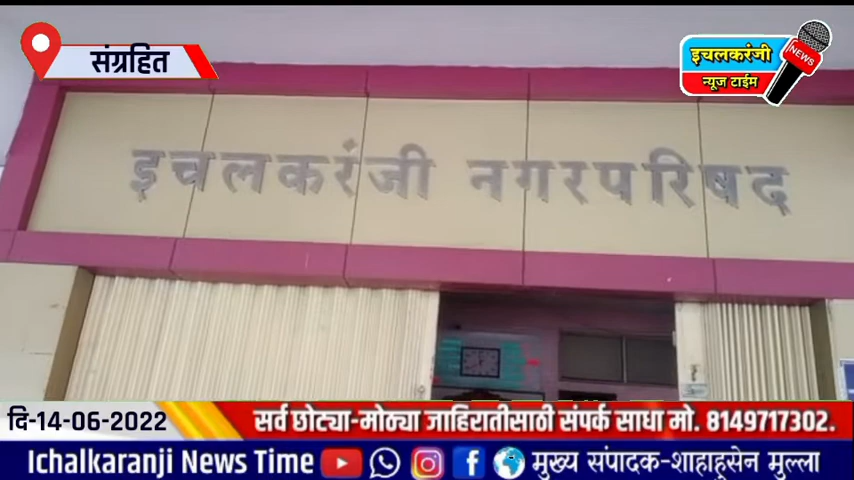 संग्रहित
इचलकरंजी
न्यूज टाईम
NEWS
इचलकरंजी नगरपरिषद
दि-14-06-2022
सर्व छोट्या-मोठ्या जाहिरातीसाठी संपर्क साधा मो. 8149717302.
Ichalkaranji News Time
मुख्य संपादक-शाहाहुसेन मुल्ला